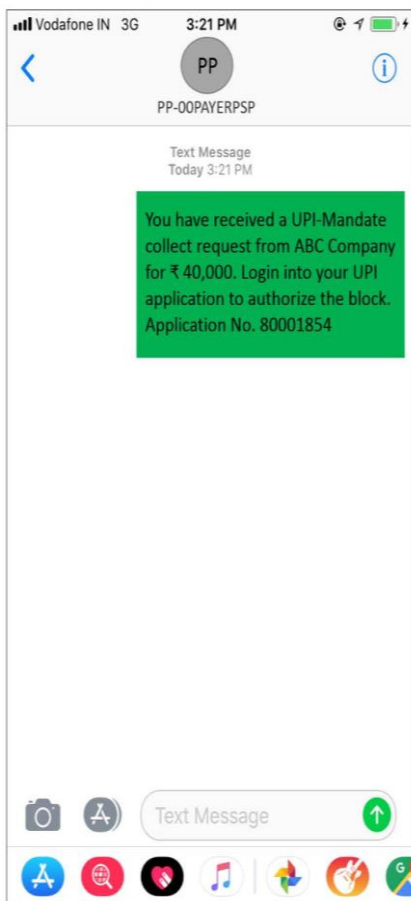 Vodafone IN 3G 3:21 PM
PP
PP-00PAYERPSP
Text Message
Today 3:21 PM
You have received a UPI-Mandate
collect request from ABC Company
for ₹ 40,000. Login into your UPI
application to authorize the block.
Application No. 80001854
Text Message
G